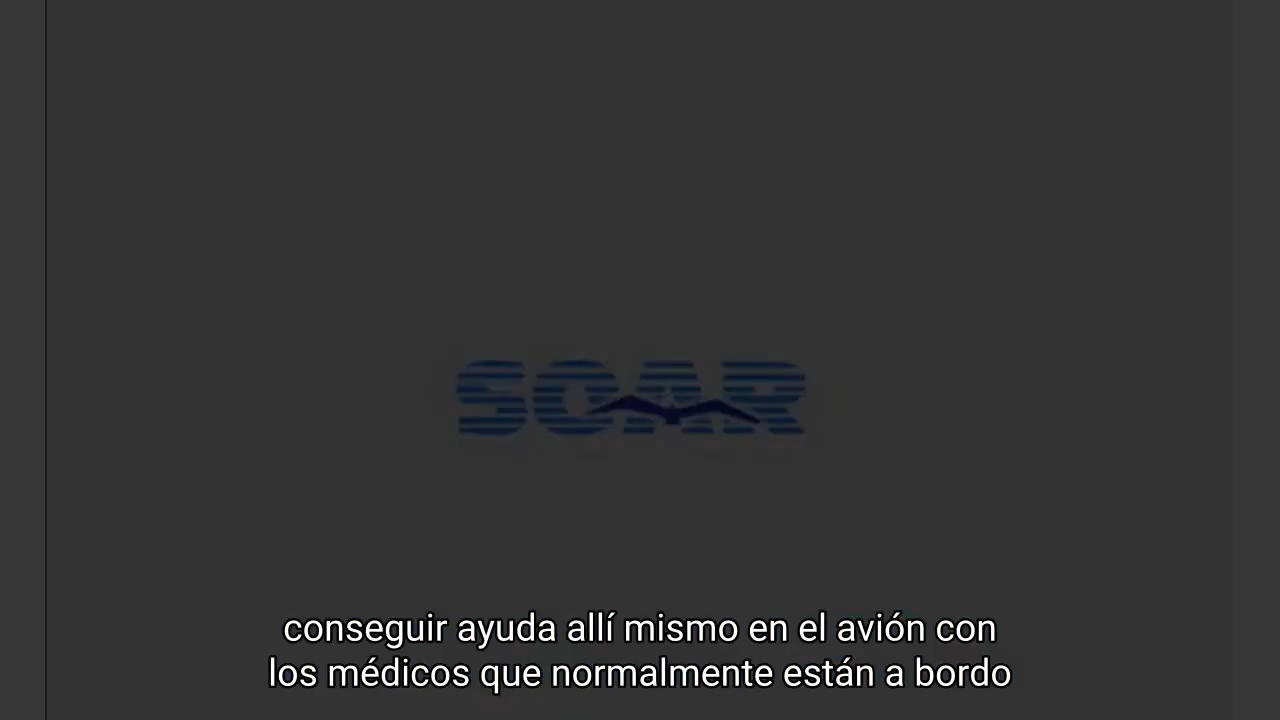 SOAR
conseguir ayuda allí mismo en el avión con
los médicos que normalmente están a bordo